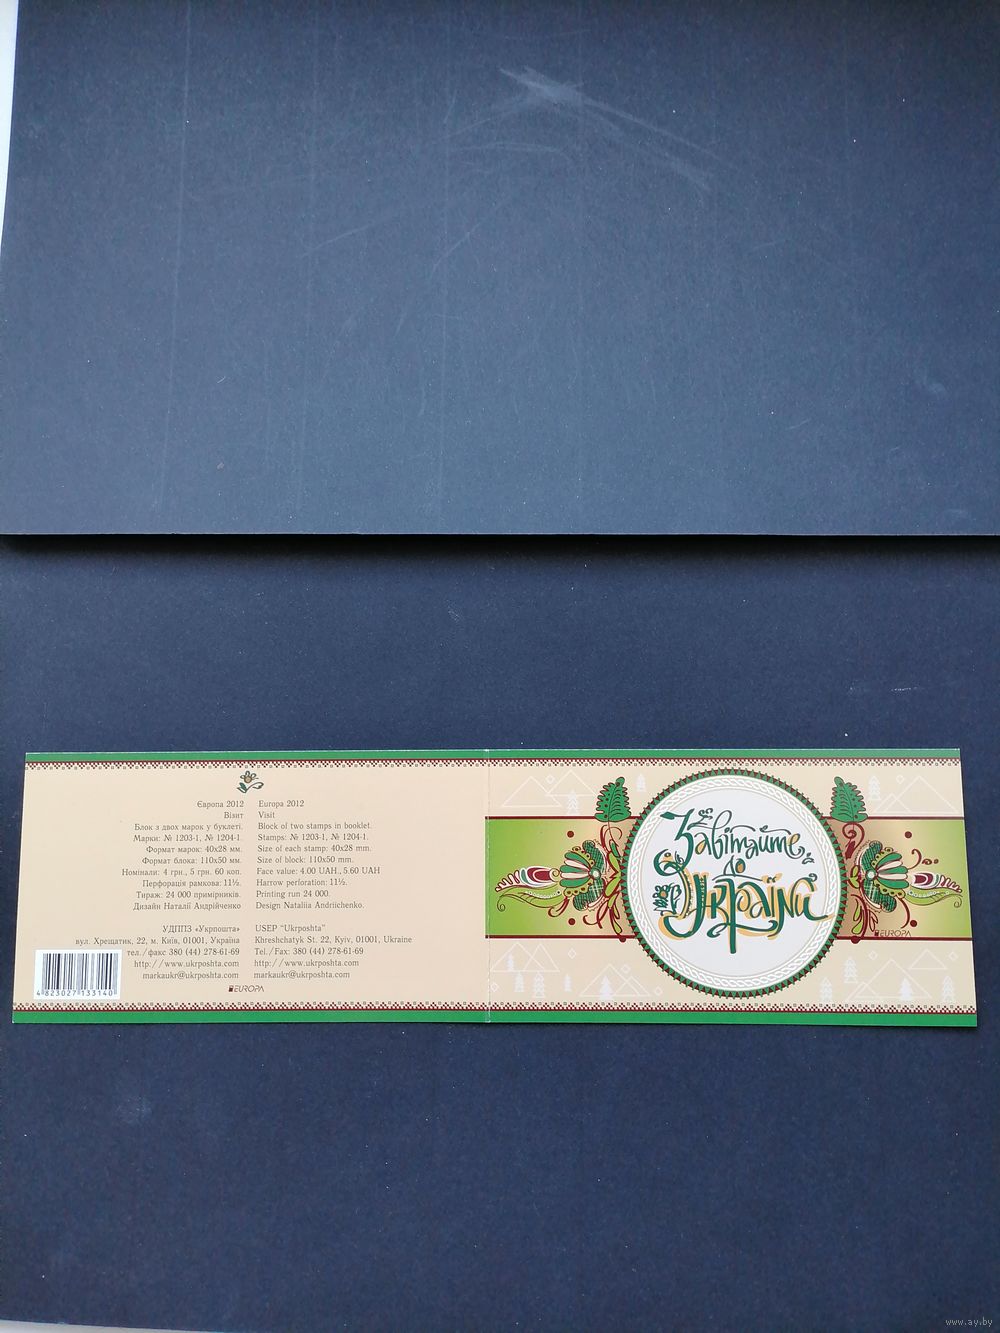 Європа 2012
Візит
Блок з двох марок у буклеті.
Марки: № 1203-1, № 1204-1.
Формат марок: 40х28 мм.
Формат блока: 110х50 мм.
Номінали: 4 грн., 5 грн. 60 коп.
Перфорація рамкова: 11½.
Тираж: 24 000 примірників.
Дизайн Наталії Андрійченко
УДППЗ «Укрпошта»
вул. Хрещатик, 22, м. Київ, 01001, Україна
тел./факс 380 (44) 278-61-69
http://www.ukrposhta.com
markaukr@ukrposhta.com
4823027133140
Europa 2012
Visit
Block of two stamps in booklet.
Stamps: № 1203-1, № 1204-1.
Size of each stamp: 40x28 mm.
Size of block: 110x50 mm.
Face value: 4.00 UAH., 5.60 UAH
Harrow perforation: 11½.
Printing run 24 000.
Design Nataliia Andriichenko.
USEP "Ukrposhta"
Khreshchatyk St. 22, Kyiv, 01001, Ukraine
Tel./Fax: 380 (44) 278-61-69
http://www.ukrposhta.com
markaukr@ukrposhta.com
EUROPA
Завітайте
до
України
EUROPA
www.ay.by